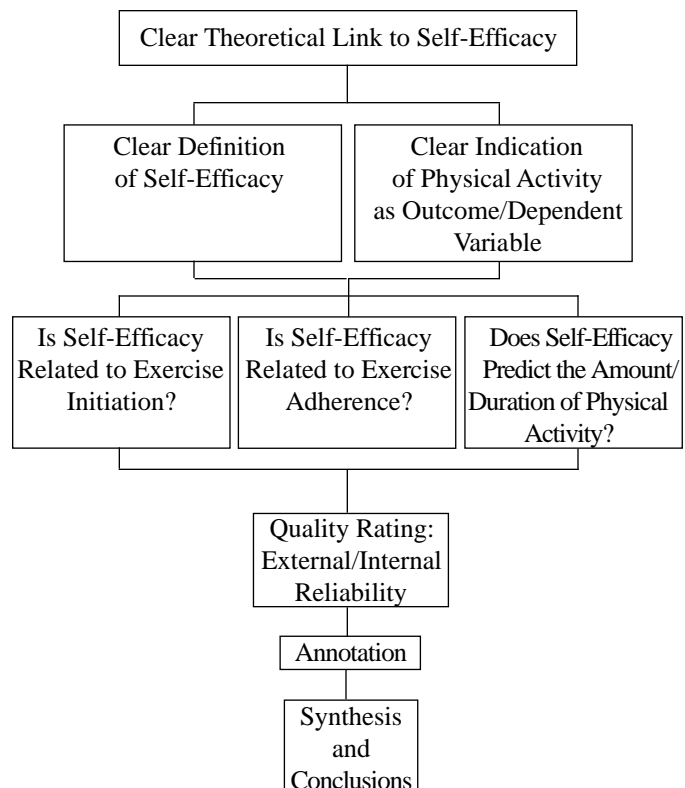 Clear Theoretical Link to Self-Efficacy
Clear Definition
of Self-Efficacy
Clear Indication
of Physical Activity
as Outcome/Dependent
Variable
Is Self-Efficacy
Related to Exercise
Initiation?
Is Self-Efficacy
Related to Exercise
Adherence?
Does Self-Efficacy
Predict the Amount/
Duration of Physical
Activity?
Quality Rating:
External/Internal
Reliability
Annotation
Synthesis
and
Conclusions